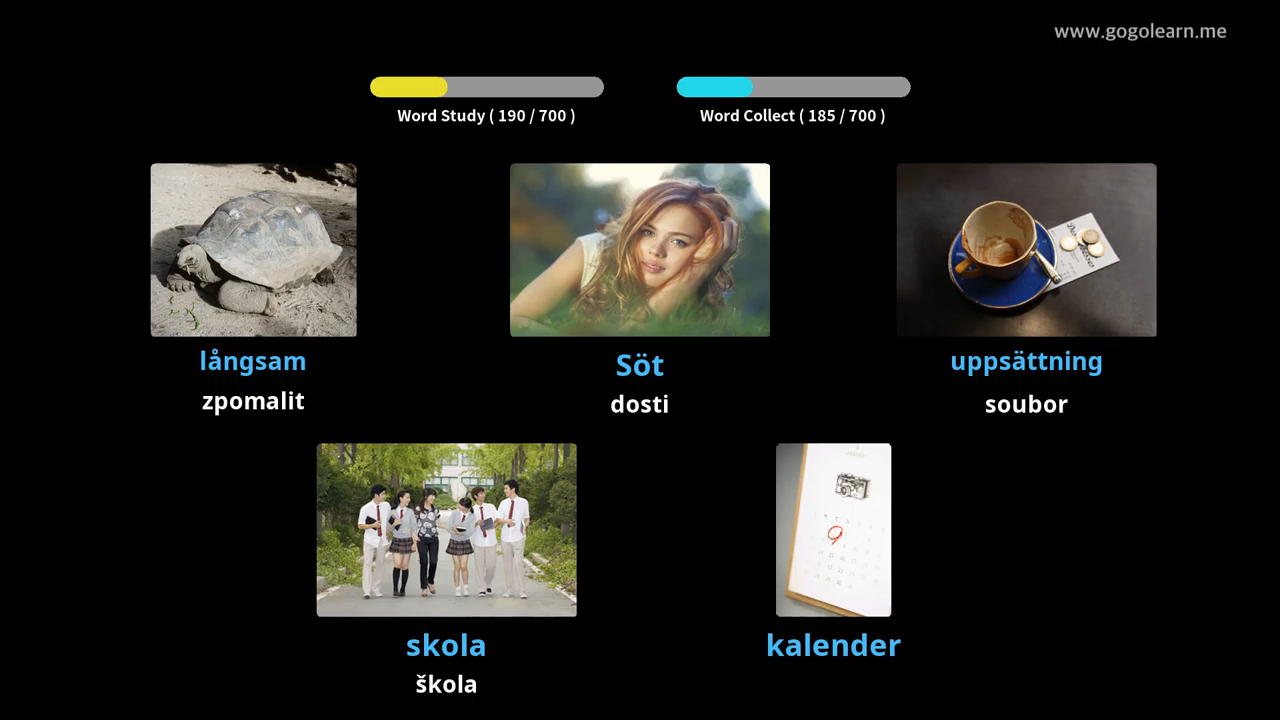 www.gogolearn.me
Word Study ( 190 / 700 )
Word Collect ( 185 / 700 )
långsam
zpomalit
Söt
dosti
uppsättning
soubor
skola
škola
kalender
9